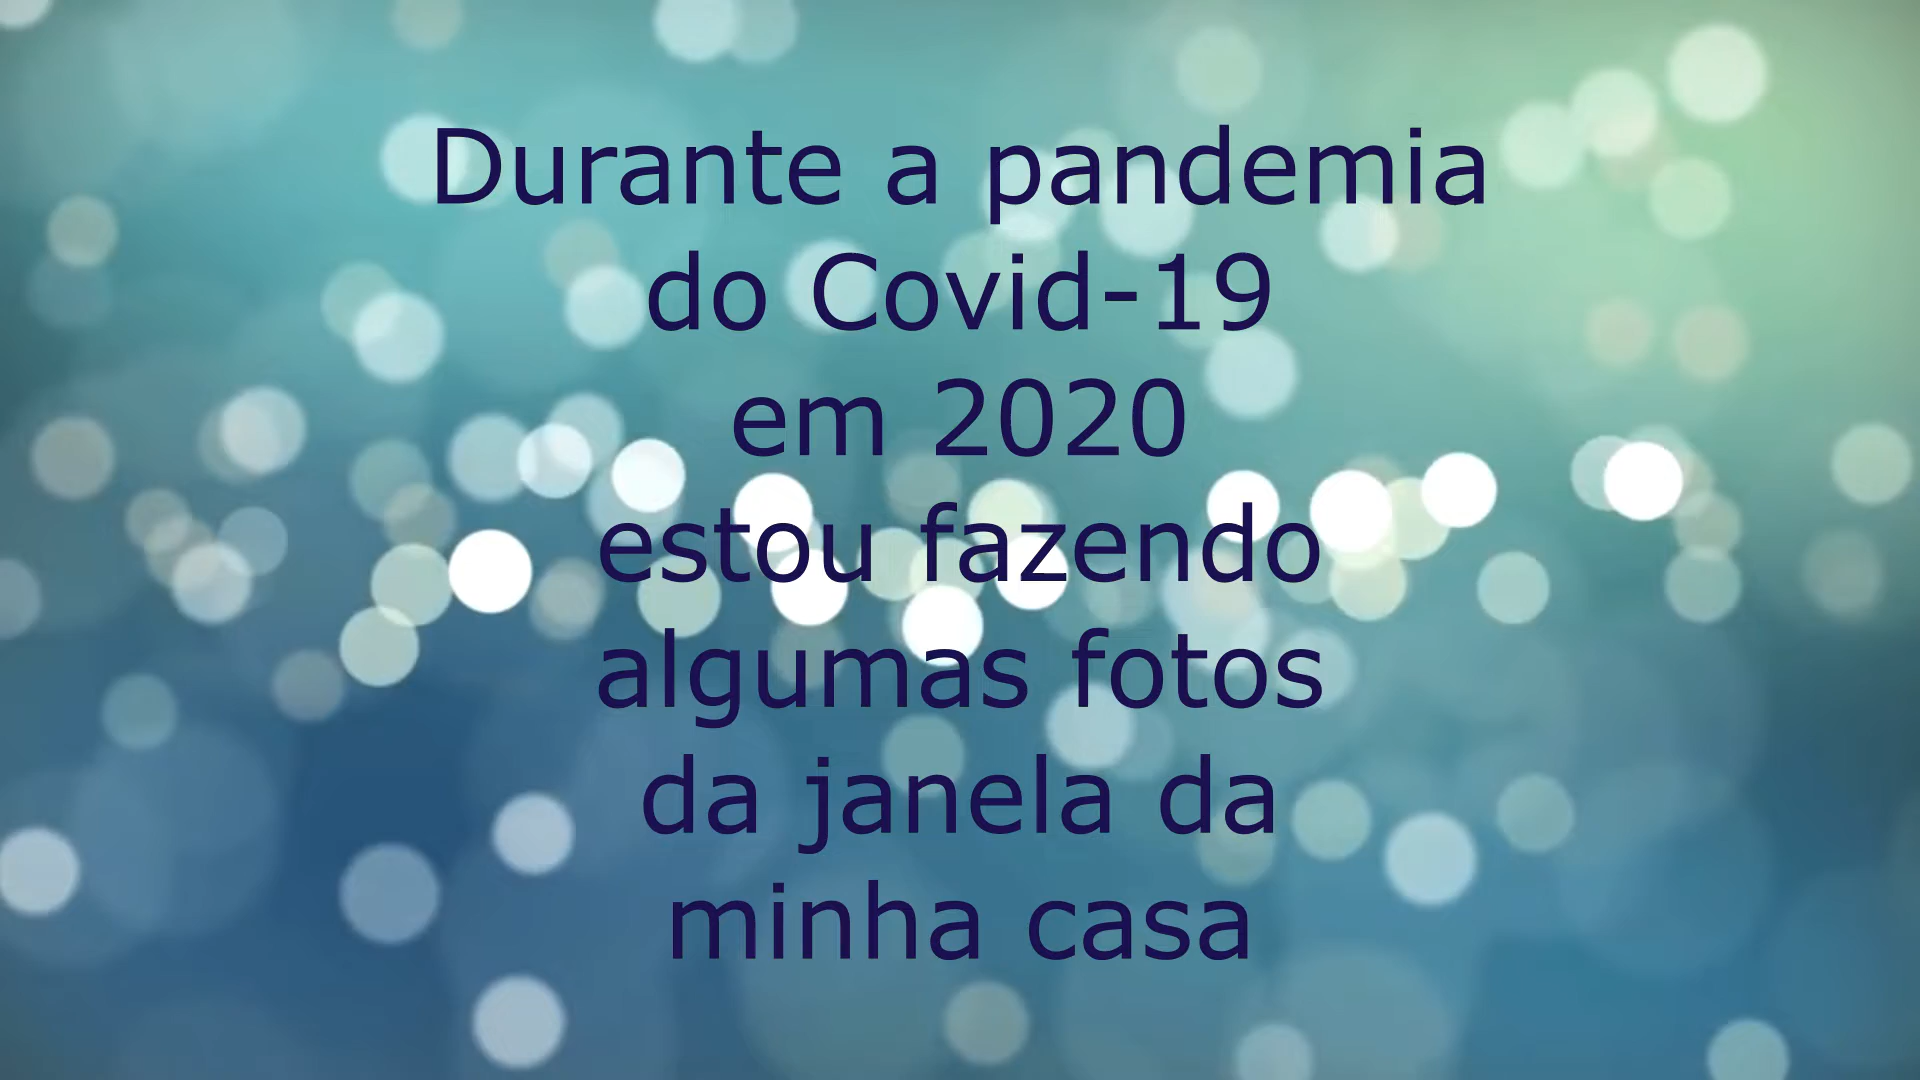 Durante a pandemia
do Covid-19
em 2020
estou fazendo
algumas fotos
da janela da
minha casa